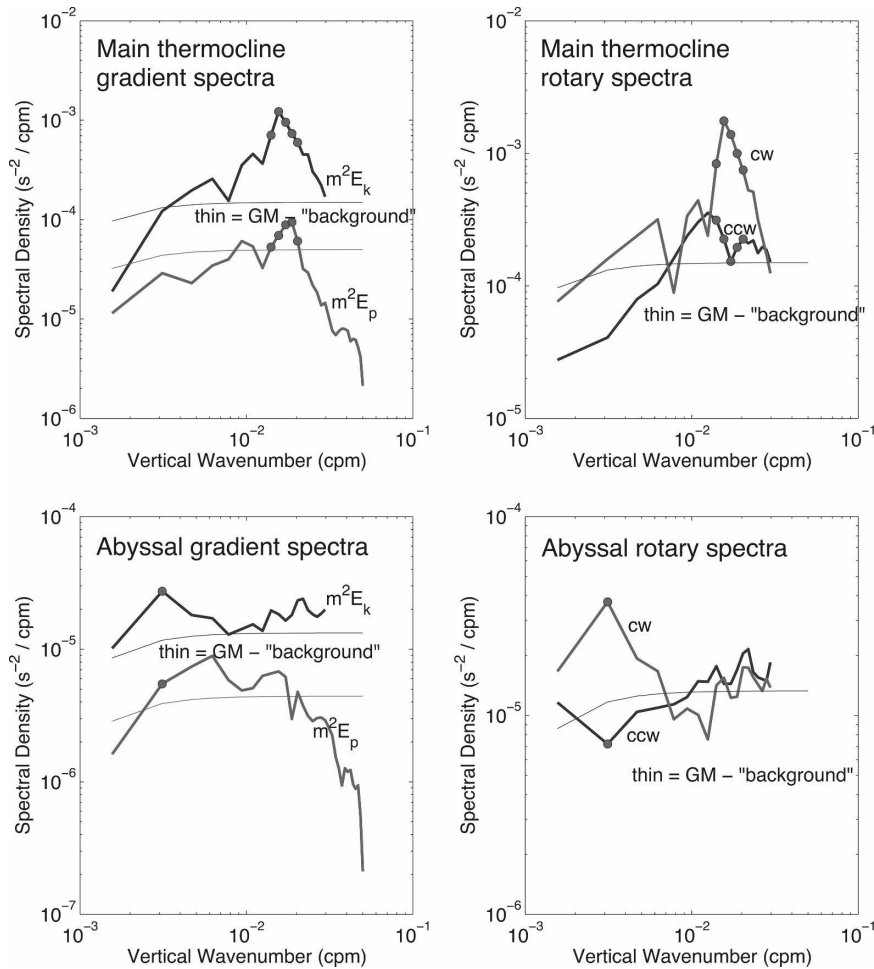 Main thermocline
gradient spectra
10⁻²
10⁻³
10⁻⁴
10⁻⁵
10⁻⁶
Spectral Density (s⁻² / cpm)
m²Eₖ
thin = GM − "background"
m²Eₚ
10⁻³
10⁻²
10⁻¹
Vertical Wavenumber (cpm)
Main thermocline
rotary spectra
10⁻²
10⁻³
10⁻⁴
10⁻⁵
Spectral Density (s⁻² / cpm)
cw
ccw
thin = GM − "background"
10⁻³
10⁻²
10⁻¹
Vertical Wavenumber (cpm)
Abyssal gradient spectra
10⁻⁴
10⁻⁵
10⁻⁶
10⁻⁷
Spectral Density (s⁻² / cpm)
m²Eₖ
thin = GM − "background"
m²Eₚ
10⁻³
10⁻²
10⁻¹
Vertical Wavenumber (cpm)
Abyssal rotary spectra
10⁻⁴
10⁻⁵
10⁻⁶
Spectral Density (s⁻² / cpm)
cw
ccw
thin = GM − "background"
10⁻³
10⁻²
10⁻¹
Vertical Wavenumber (cpm)